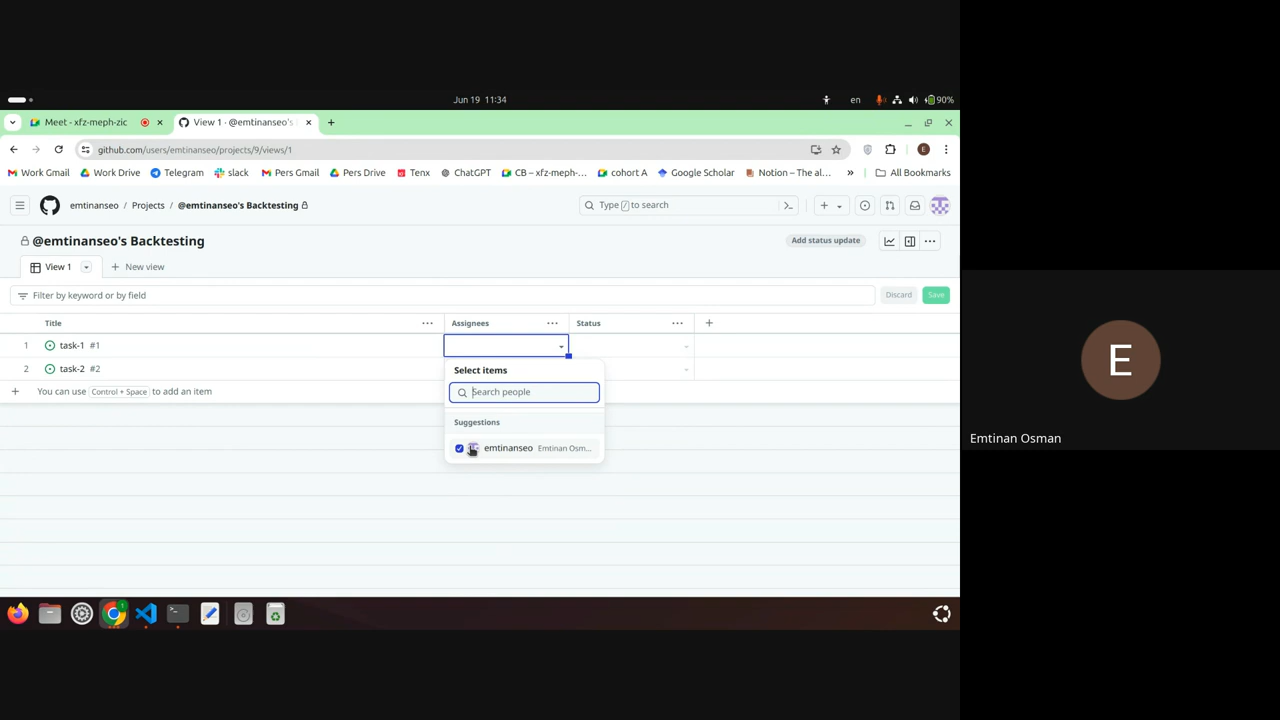 Jun 19 11:34
en
90%
Meet - xfz-meph-zic
View 1 · @emtinanseo's
github.com/users/emtinanseo/projects/9/views/1
E
Work Gmail
Work Drive
Telegram
slack
Pers Gmail
Pers Drive
Tenx
ChatGPT
CB – xfz-meph-...
cohort A
Google Scholar
Notion – The al...
»
All Bookmarks
emtinanseo / Projects / @emtinanseo's Backtesting
Type / to search
@emtinanseo's Backtesting
Add status update
View 1
New view
Filter by keyword or by field
Discard
Save
Title
Assignees
Status
1 task-1 #1
2 task-2 #2
You can use Control + Space to add an item
Select items
Search people
Suggestions
emtinanseo Emtinan Osm...
E
Emtinan Osman